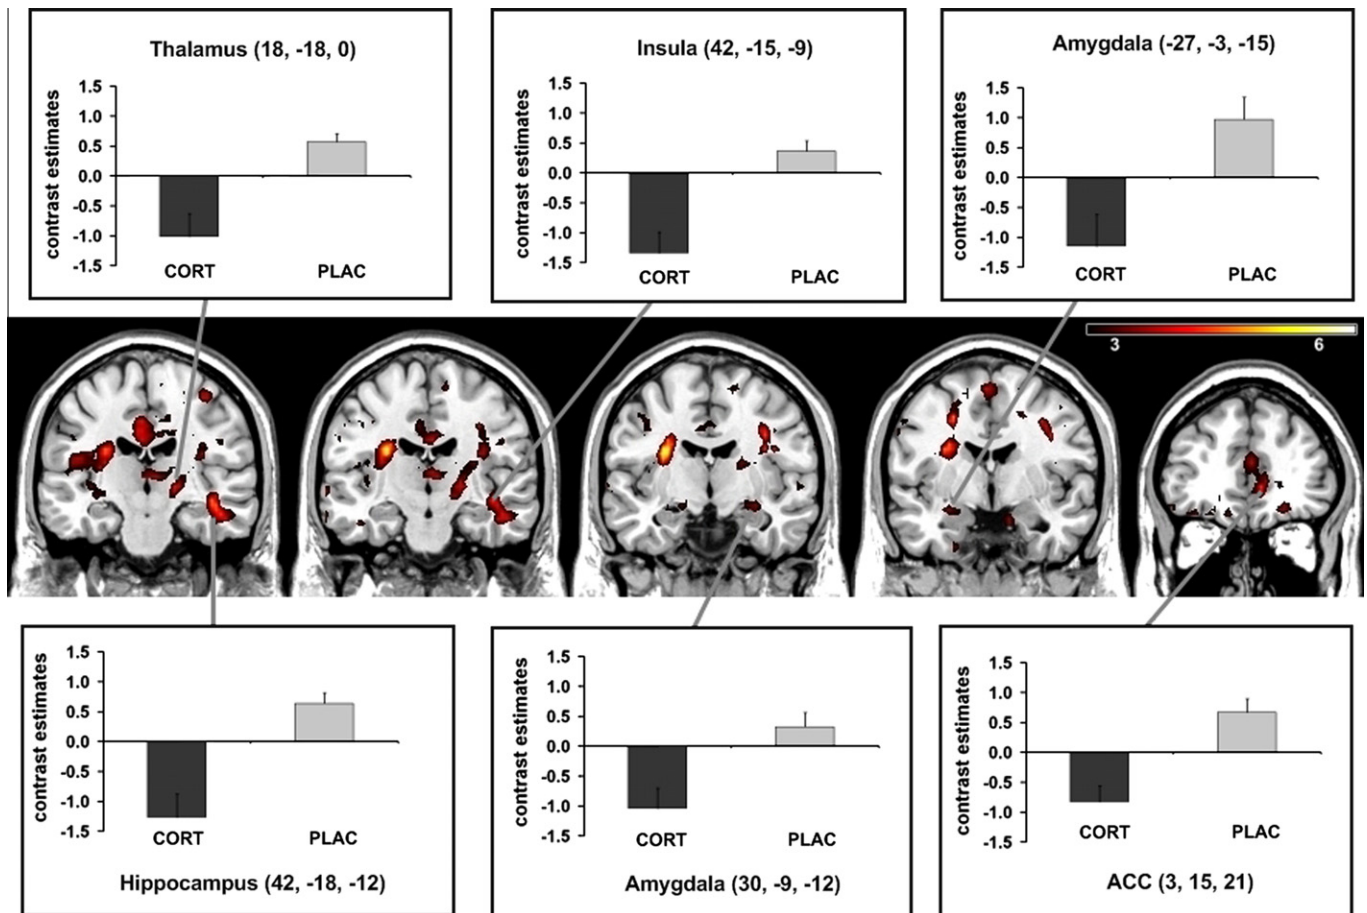 Thalamus (18, -18, 0)
contrast estimates
1.5
1.0
0.5
0.0
-0.5
-1.0
-1.5
CORT PLAC
Insula (42, -15, -9)
contrast estimates
1.5
1.0
0.5
0.0
-0.5
-1.0
-1.5
CORT PLAC
Amygdala (-27, -3, -15)
contrast estimates
1.5
1.0
0.5
0.0
-0.5
-1.0
-1.5
CORT PLAC
3 6
contrast estimates
1.5
1.0
0.5
0.0
-0.5
-1.0
-1.5
CORT PLAC
Hippocampus (42, -18, -12)
contrast estimates
1.5
1.0
0.5
0.0
-0.5
-1.0
-1.5
CORT PLAC
Amygdala (30, -9, -12)
contrast estimates
1.5
1.0
0.5
0.0
-0.5
-1.0
-1.5
CORT PLAC
ACC (3, 15, 21)